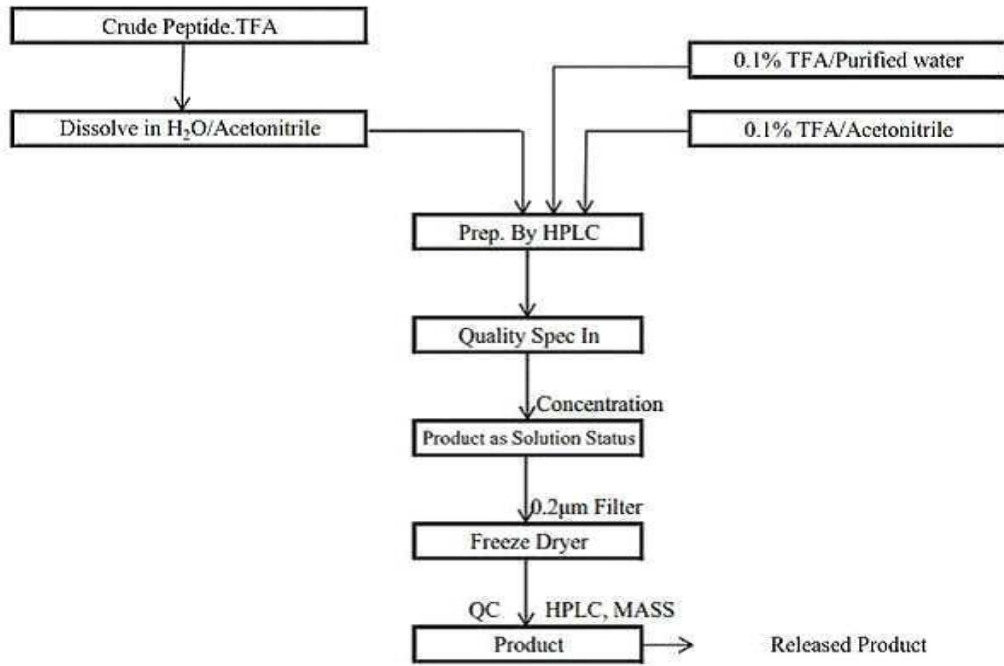 Crude Peptide.TFA
0.1% TFA/Purified water
Dissolve in H₂O/Acetonitrile
0.1% TFA/Acetonitrile
Prep. By HPLC
Quality Spec In
Concentration
Product as Solution Status
0.2μm Filter
Freeze Dryer
QC HPLC, MASS
Product
Released Product